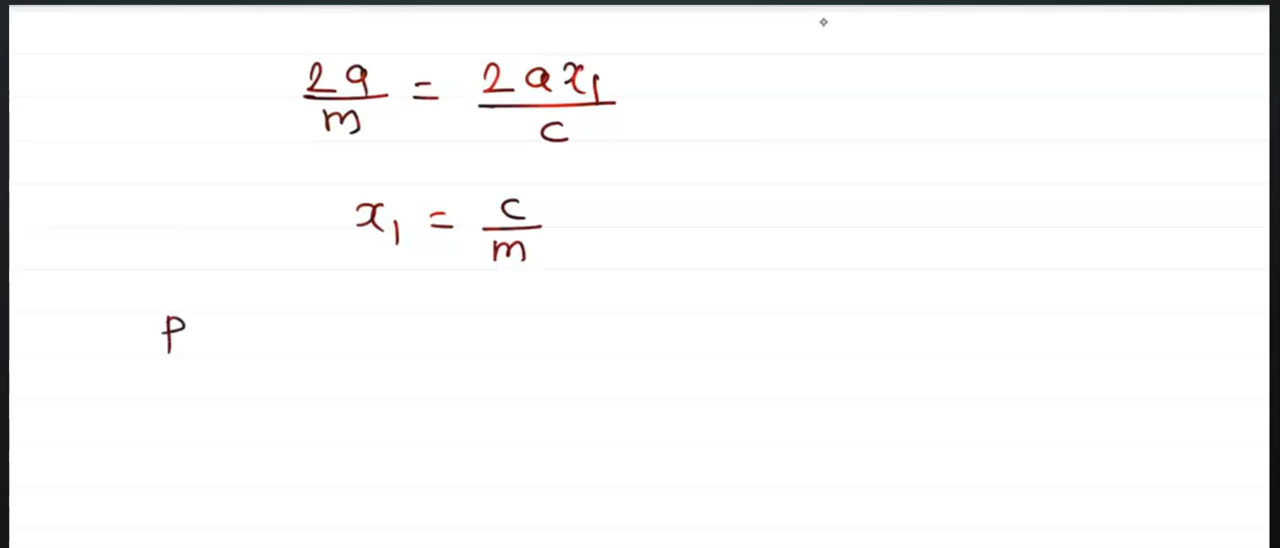 2a/m = 2ax₁/c
x₁ = c/m
P